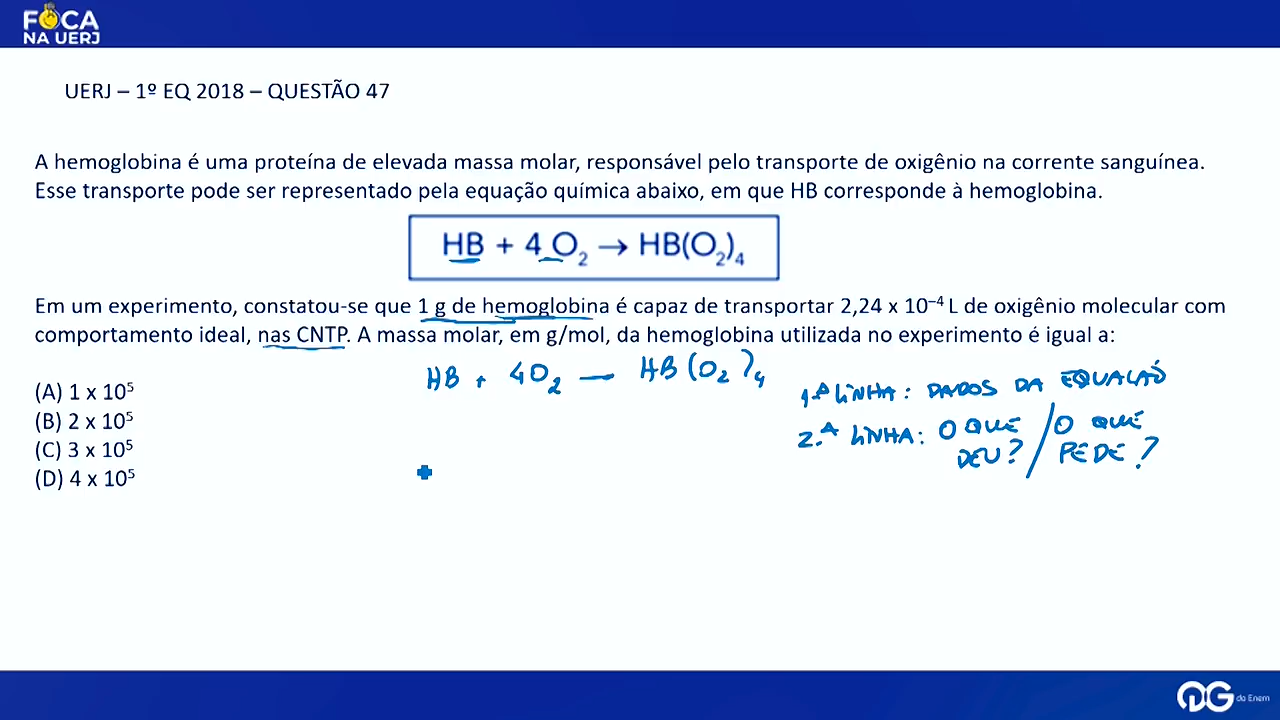 FOCA
NA UERJ
UERJ – 1º EQ 2018 – QUESTÃO 47
A hemoglobina é uma proteína de elevada massa molar, responsável pelo transporte de oxigênio na corrente sanguínea.
Esse transporte pode ser representado pela equação química abaixo, em que HB corresponde à hemoglobina.
HB + 4 O₂ → HB(O₂)₄
Em um experimento, constatou-se que 1 g de hemoglobina é capaz de transportar 2,24 x 10⁻⁴ L de oxigênio molecular com
comportamento ideal, nas CNTP. A massa molar, em g/mol, da hemoglobina utilizada no experimento é igual a:
HB + 4O₂ — HB(O₂)₄
(A) 1 x 10⁵
(B) 2 x 10⁵
(C) 3 x 10⁵
(D) 4 x 10⁵
1.ª LINHA: DADOS DA EQUAÇÃO
2.ª LINHA: O QUE / O QUE
DEU? / PEDE?
QG do Enem